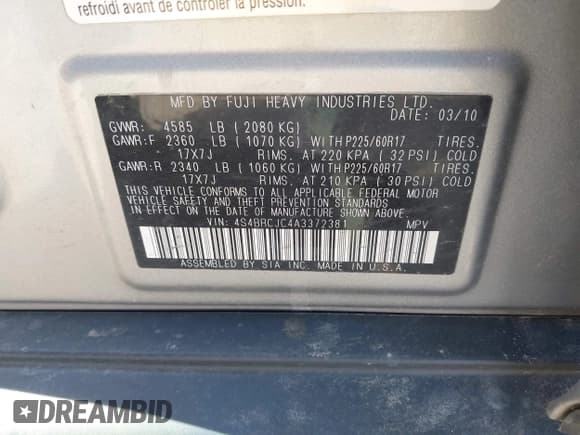 refroidi avant de contrôler la pression.
MFD BY FUJI HEAVY INDUSTRIES LTD.
DATE: 03/10
GVWR: 4585 LB (2080 KG)
GAWR:F 2360 LB (1070 KG) WITH P225/60R17 TIRES.
17X7J RIMS. AT 220 KPA (32 PSI) COLD
GAWR:R 2340 LB (1060 KG) WITH P225/60R17 TIRES.
17X7J RIMS. AT 210 KPA (30 PSI) COLD
THIS VEHICLE CONFORMS TO ALL APPLICABLE FEDERAL MOTOR
VEHICLE SAFETY AND THEFT PREVENTION STANDARDS IN
EFFECT ON THE DATE OF MANUFACTURE SHOWN ABOVE.
VIN: 4S4BRCJC4A3372381 MPV
ASSEMBLED BY SIA INC. MADE IN U.S.A.
DREAMBID